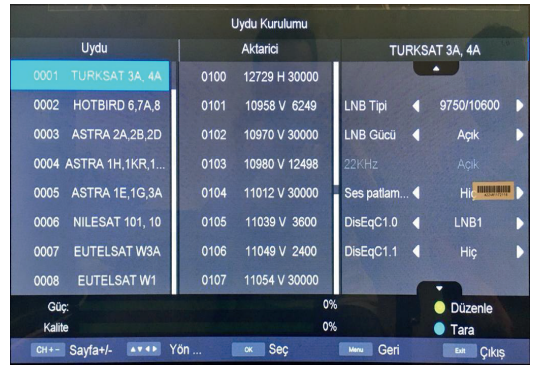 Uydu Kurulumu
Uydu Aktarici TURKSAT 3A, 4A
0001 TURKSAT 3A, 4A 0100 12729 H 30000
0002 HOTBIRD 6,7A,8 0101 10958 V 6249 LNB Tipi 9750/10600
0003 ASTRA 2A,2B,2D 0102 10970 V 30000 LNB Gücü Açık
0004 ASTRA 1H,1KR,1... 0103 10980 V 12498 22KHz Açık
0005 ASTRA 1E,1G,3A 0104 11012 V 30000 Ses patlam... Hiç
0006 NILESAT 101, 10 0105 11039 V 3600 DisEqC1.0 LNB1
0007 EUTELSAT W3A 0106 11049 V 2400 DisEqC1.1 Hiç
0008 EUTELSAT W1 0107 11054 V 30000
Güç: 0% Düzenle
Kalite 0% Tara
CH + - Sayfa+/- Yön ... OK Seç Menu Geri Exit Çıkış